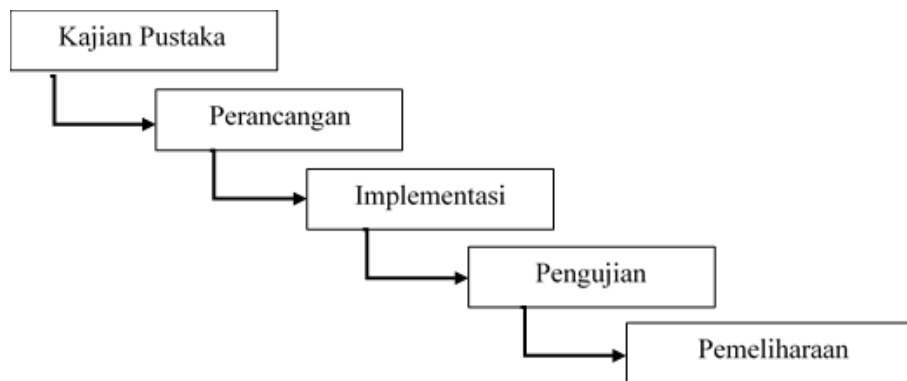 Kajian Pustaka
Perancangan
Implementasi
Pengujian
Pemeliharaan